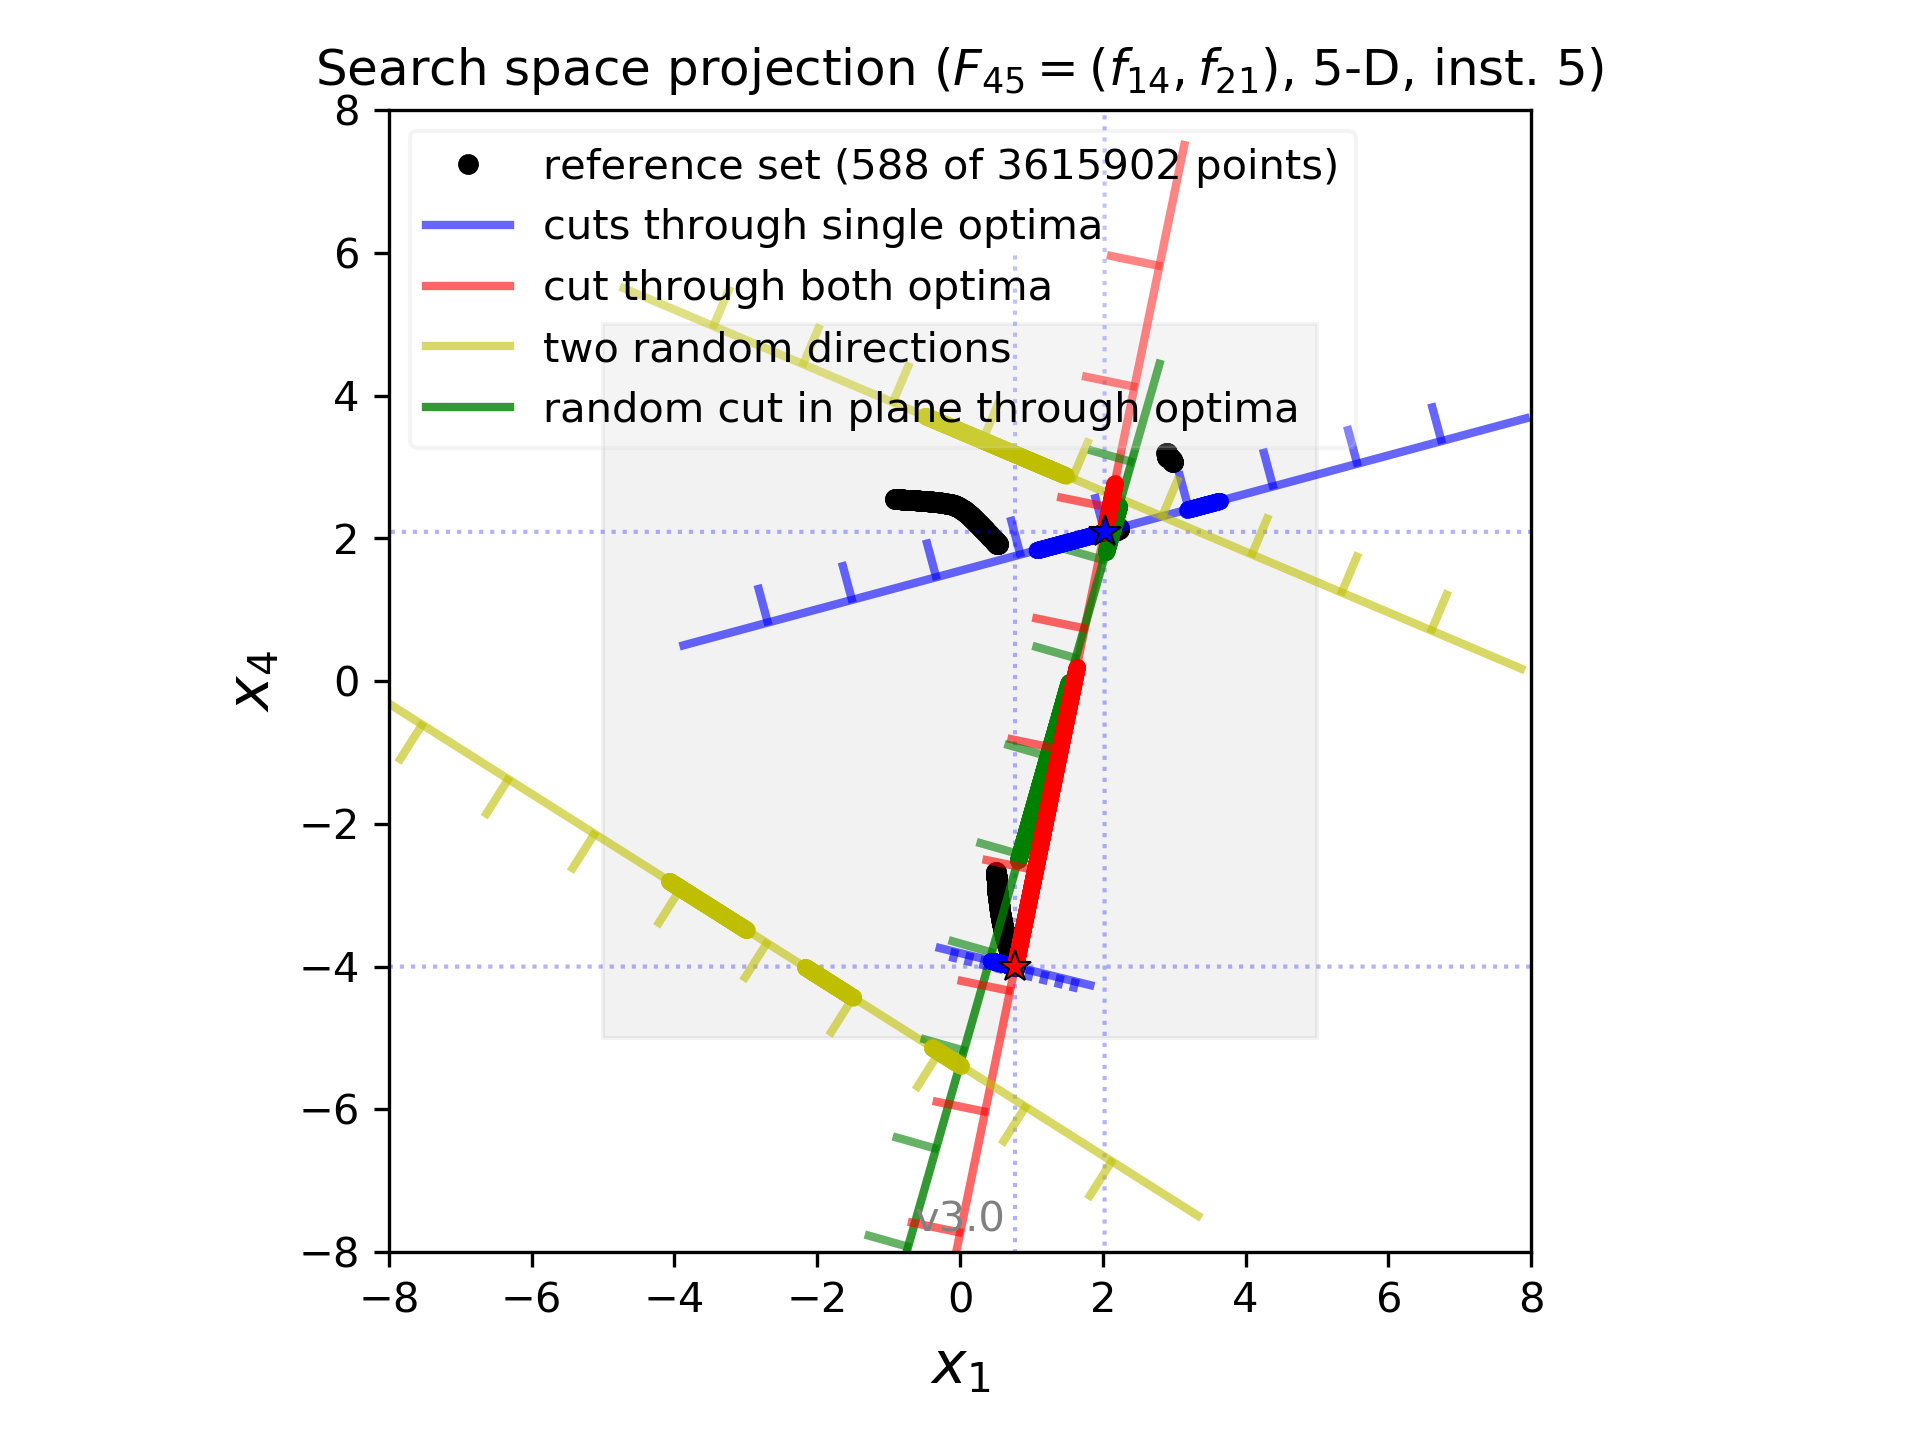 Search space projection (F45 = (f14, f21), 5-D, inst. 5)
reference set (588 of 3615902 points)
cuts through single optima
cut through both optima
two random directions
random cut in plane through optima
8
6
4
2
0
−2
−4
−6
−8
x4
v3.0
−8 −6 −4 −2 0 2 4 6 8
x1